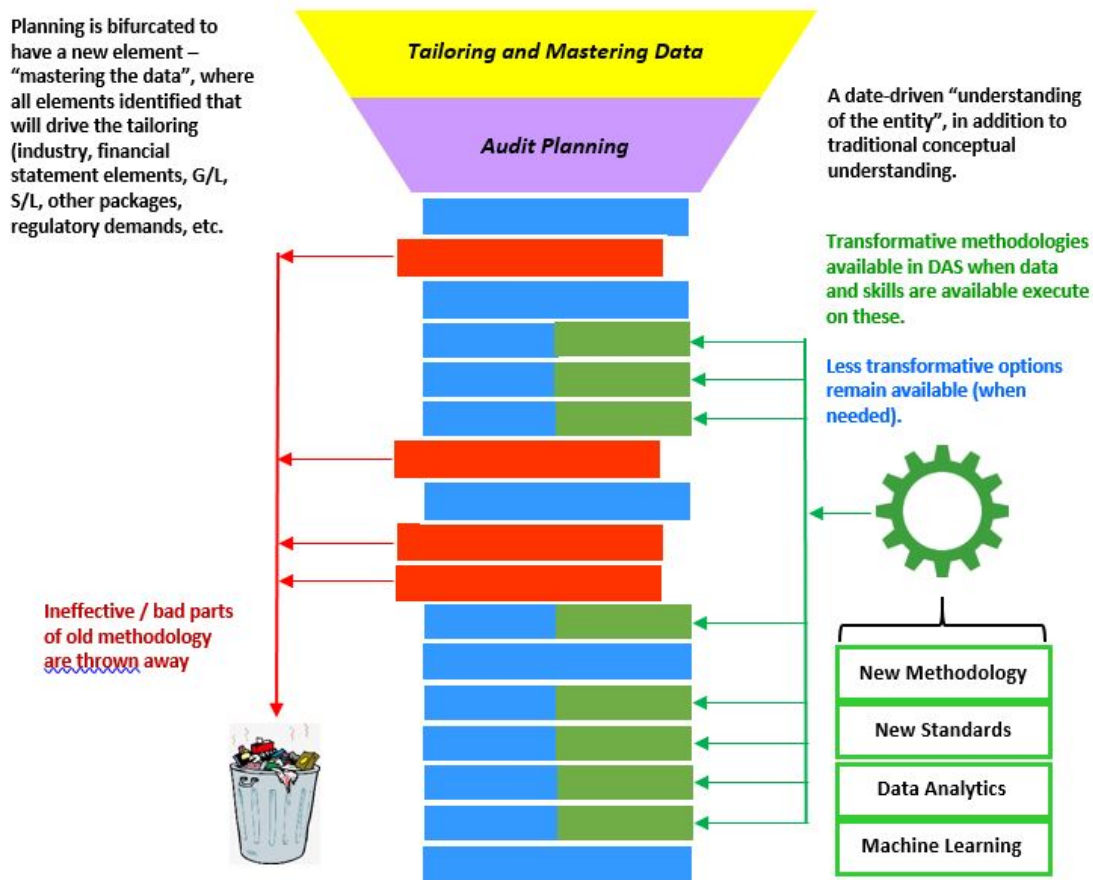 Planning is bifurcated to
have a new element –
“mastering the data”, where
all elements identified that
will drive the tailoring
(industry, financial
statement elements, G/L,
S/L, other packages,
regulatory demands, etc.
Tailoring and Mastering Data
Audit Planning
A date-driven “understanding
of the entity”, in addition to
traditional conceptual
understanding.
Transformative methodologies
available in DAS when data
and skills are available execute
on these.
Less transformative options
remain available (when
needed).
Ineffective / bad parts
of old methodology
are thrown away
New Methodology
New Standards
Data Analytics
Machine Learning